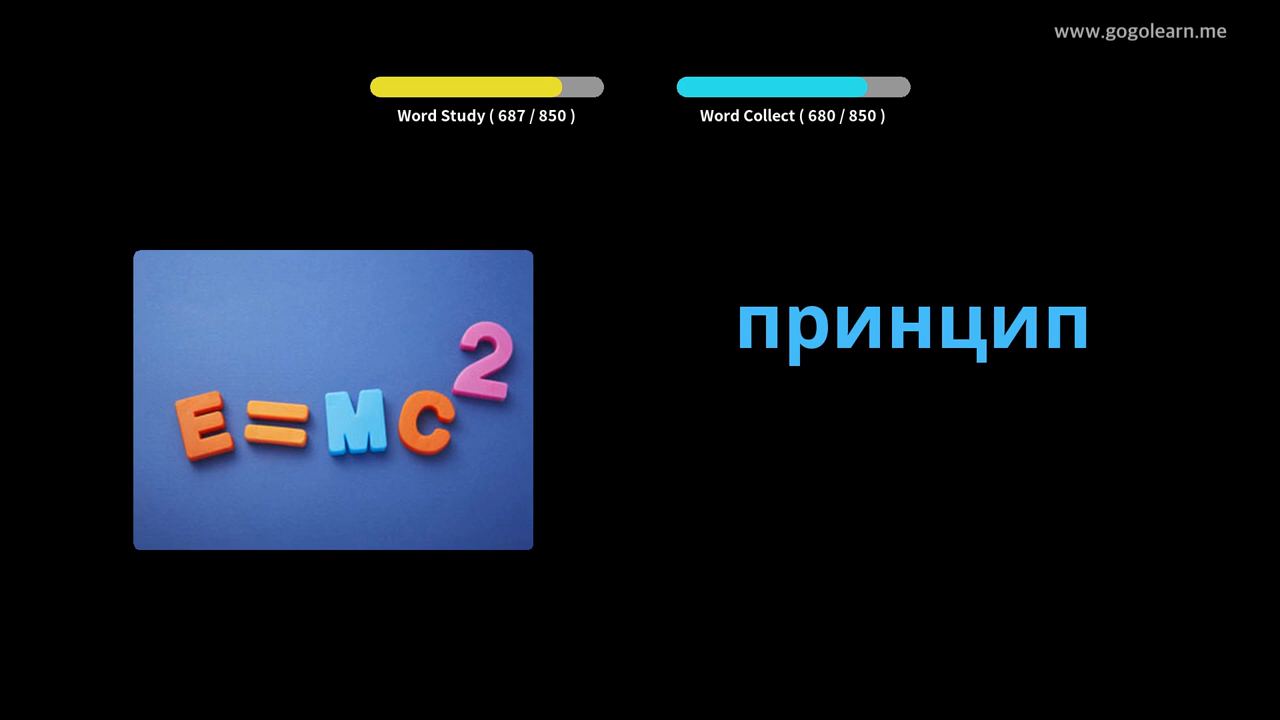 www.gogolearn.me
Word Study ( 687 / 850 )
Word Collect ( 680 / 850 )
принцип
E=MC²